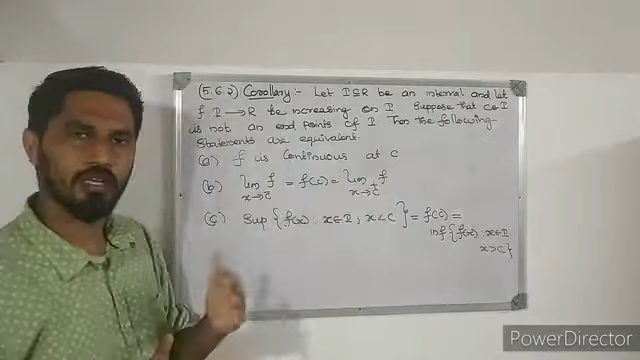 (5.6.2) Corollary :- Let I⊆R be an interval and let
f I → R be increasing on I Suppose that c∈I
is not an end points of I Then the following
Statements are equivalent.
(a) f is continuous at c
(b) lim f = f(c) = lim f
x→c̄ x→c⁺
(c) Sup {f(x) : x∈I, x<c} = f(c) =
inf {f(x) : x∈I
x>c}
PowerDirector